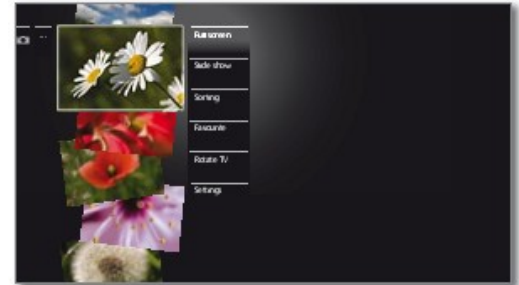 Full screen
Slide show
Sorting
Favourite
Rotate TV
Settings